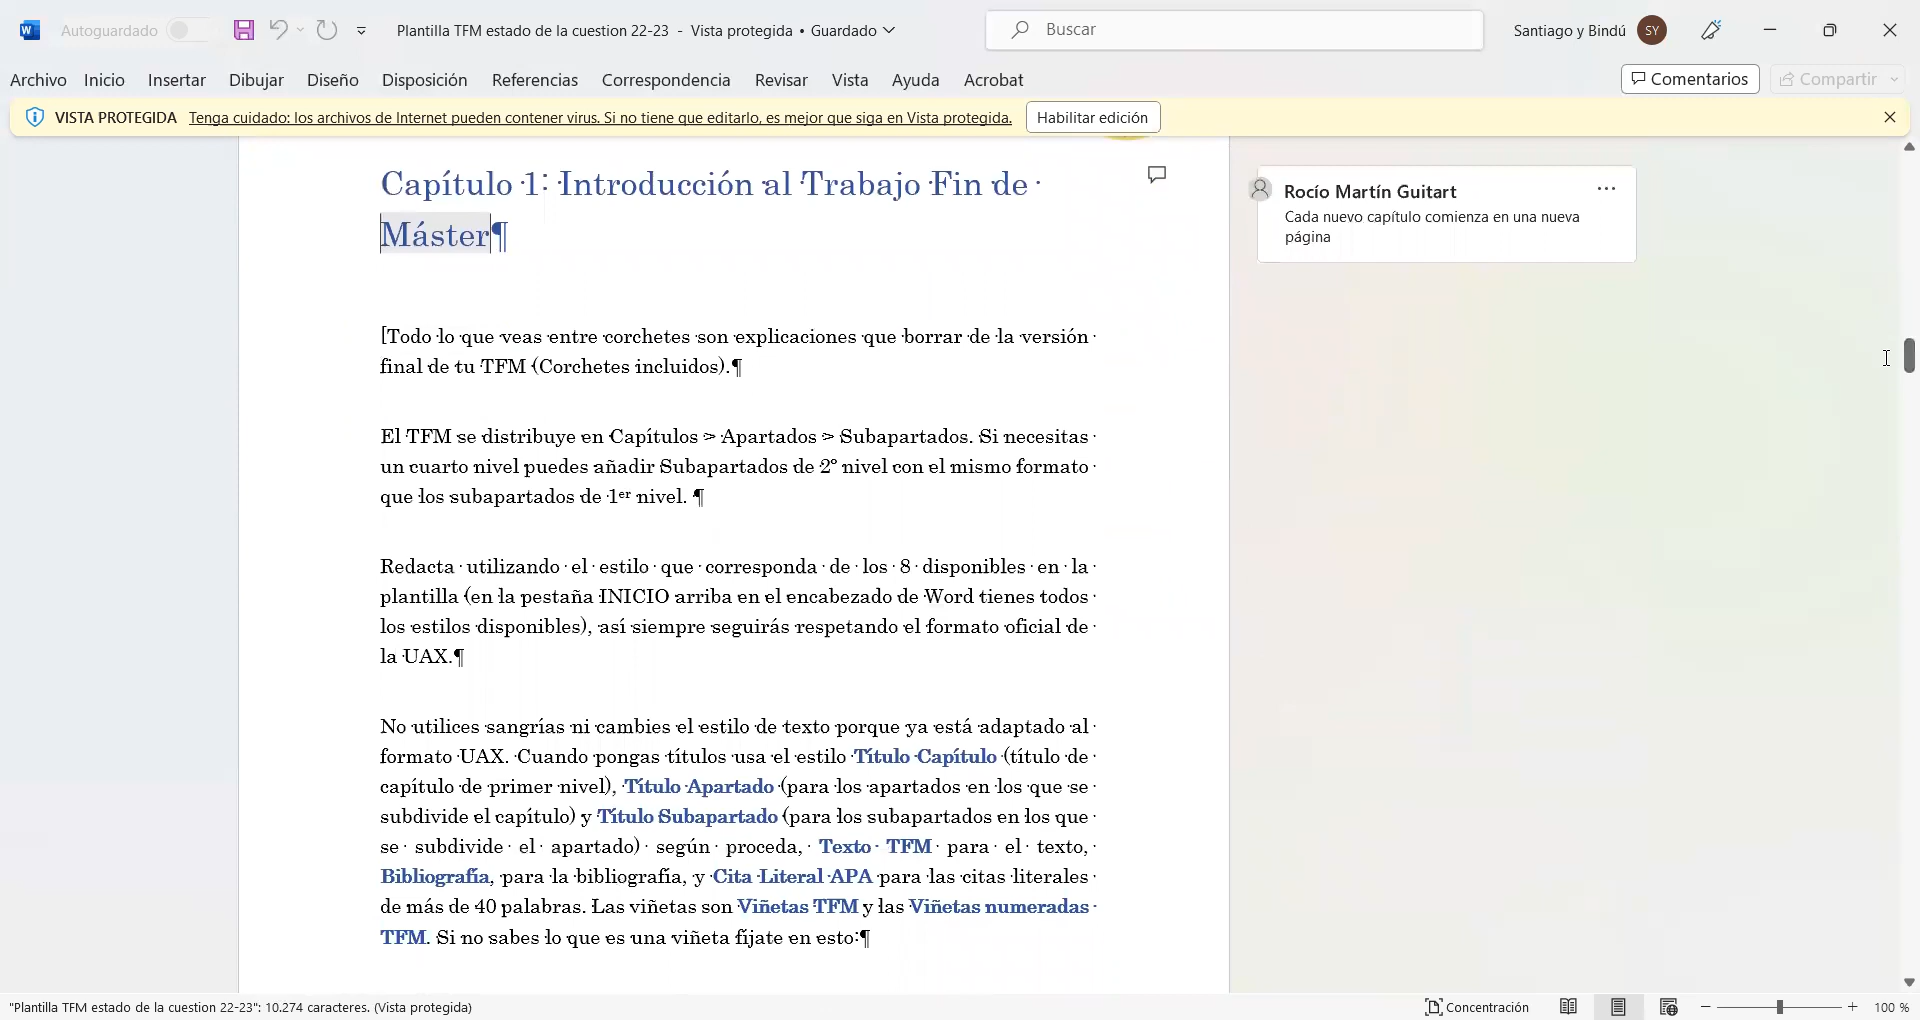 Autoguardado
Plantilla TFM estado de la cuestion 22-23 - Vista protegida • Guardado
Buscar
Santiago y Bindú
SY
Archivo Inicio Insertar Dibujar Diseño Disposición Referencias Correspondencia Revisar Vista Ayuda Acrobat
Comentarios
Compartir
VISTA PROTEGIDA Tenga cuidado: los archivos de Internet pueden contener virus. Si no tiene que editarlo, es mejor que siga en Vista protegida.
Habilitar edición
Capítulo 1: Introducción al Trabajo Fin de
Máster¶
[Todo lo que veas entre corchetes son explicaciones que borrar de la versión
final de tu TFM (Corchetes incluidos).¶
El TFM se distribuye en Capítulos > Apartados > Subapartados. Si necesitas
un cuarto nivel puedes añadir Subapartados de 2º nivel con el mismo formato
que los subapartados de 1er nivel. ¶
Redacta utilizando el estilo que corresponda de los 8 disponibles en la
plantilla (en la pestaña INICIO arriba en el encabezado de Word tienes todos
los estilos disponibles), así siempre seguirás respetando el formato oficial de
la UAX.¶
No utilices sangrías ni cambies el estilo de texto porque ya está adaptado al
formato UAX. Cuando pongas títulos usa el estilo Título Capítulo (título de
capítulo de primer nivel), Título Apartado (para los apartados en los que se
subdivide el capítulo) y Título Subapartado (para los subapartados en los que
se subdivide el apartado) según proceda, Texto TFM para el texto,
Bibliografía, para la bibliografía, y Cita Literal APA para las citas literales
de más de 40 palabras. Las viñetas son Viñetas TFM y las Viñetas numeradas
TFM. Si no sabes lo que es una viñeta fíjate en esto:¶
Rocío Martín Guitart
Cada nuevo capítulo comienza en una nueva
página
"Plantilla TFM estado de la cuestion 22-23": 10.274 caracteres. (Vista protegida)
Concentración
100 %